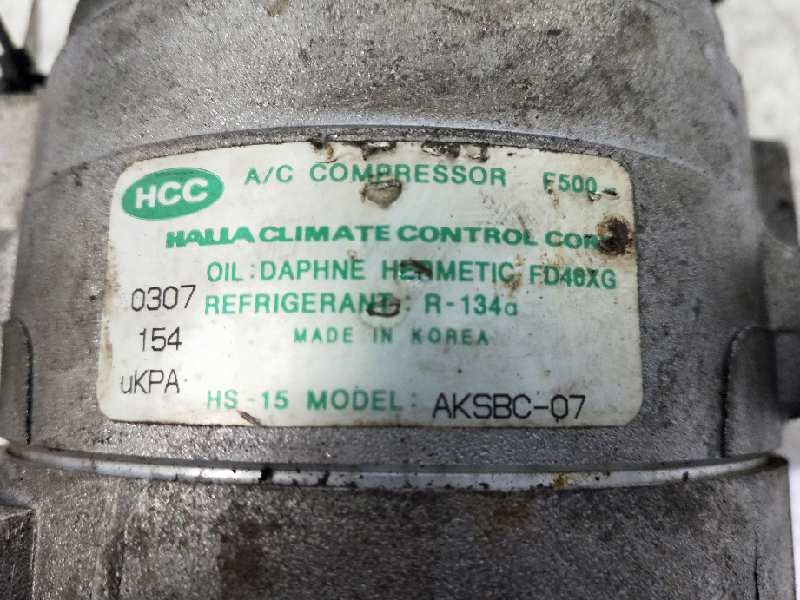 HCC A/C COMPRESSOR F500-
HALLA CLIMATE CONTROL COR
OIL: DAPHNE HERMETIC FD46XG
0307 REFRIGERANT: R-134a
154 MADE IN KOREA
uKPA HS-15 MODEL: AKSBC-07